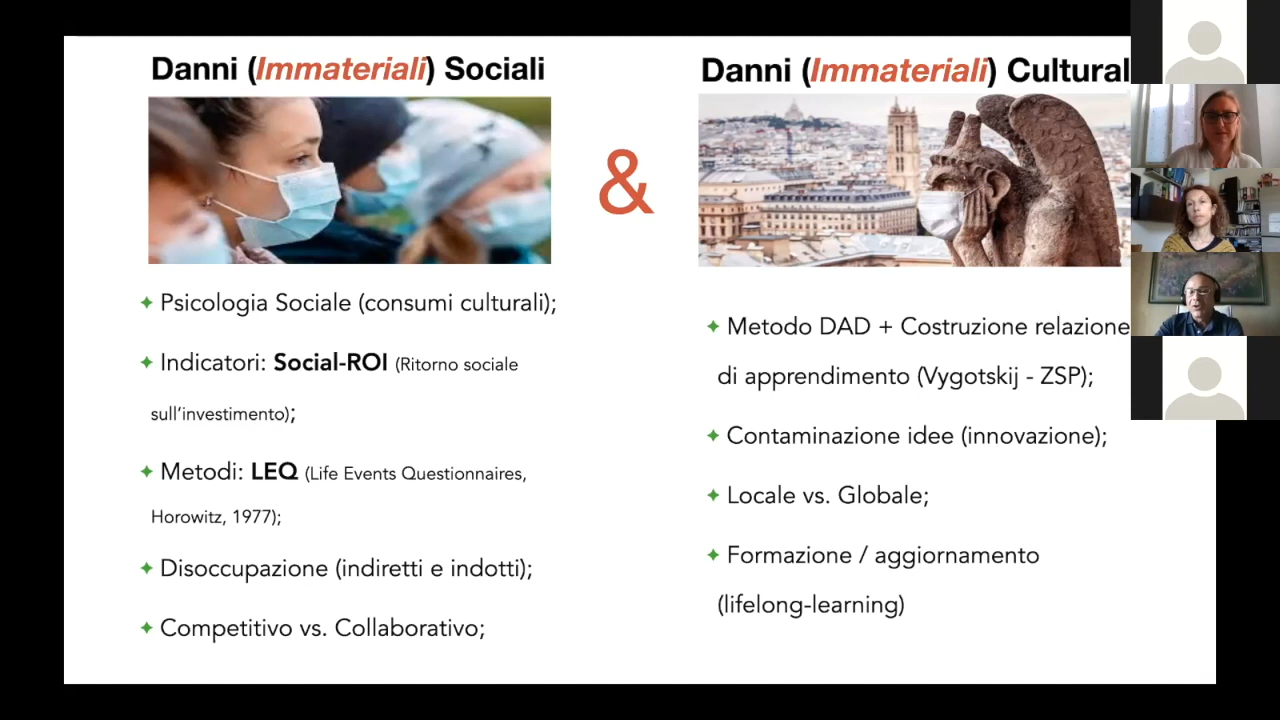 Danni (Immateriali) Sociali
&
Danni (Immateriali) Cultural
✦ Psicologia Sociale (consumi culturali);
✦ Indicatori: Social-ROI (Ritorno sociale
sull'investimento);
✦ Metodi: LEQ (Life Events Questionnaires,
Horowitz, 1977);
✦ Disoccupazione (indiretti e indotti);
✦ Competitivo vs. Collaborativo;
✦ Metodo DAD + Costruzione relazione
di apprendimento (Vygotskij - ZSP);
✦ Contaminazione idee (innovazione);
✦ Locale vs. Globale;
✦ Formazione / aggiornamento
(lifelong-learning)